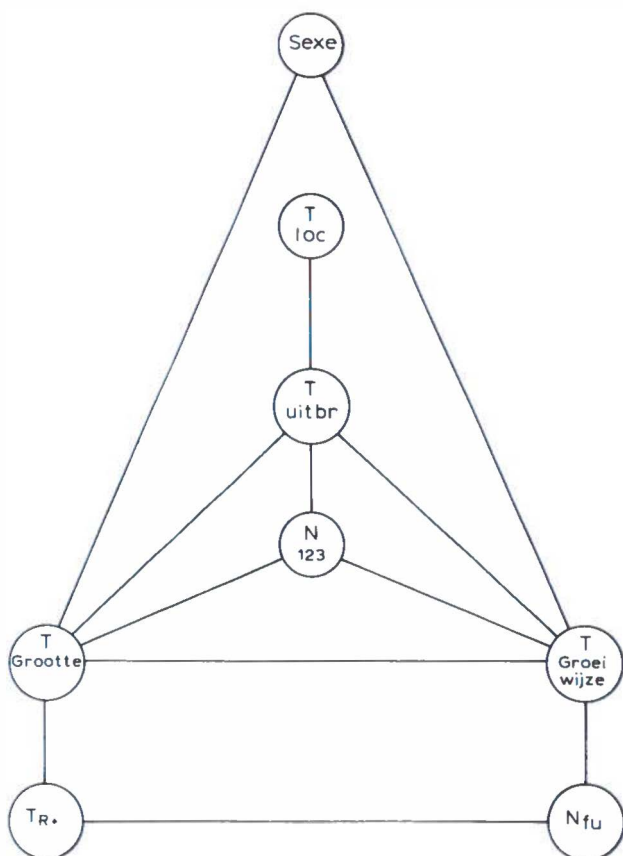 Sexe
T
loc
T
uitbr
N
123
T
Grootte
T
Groei
wijze
TR+
Nfu